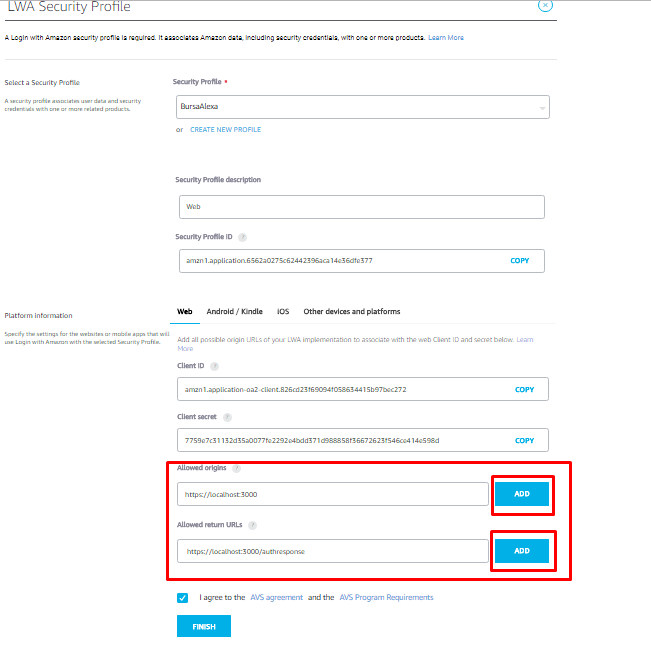 LWA Security Profile
A Login with Amazon security profile is required. It associates Amazon data, including security credentials, with one or more products. Learn More
Select a Security Profile
A security profile associates user data and security
credentials with one or more related products.
Security Profile *
BursaAlexa
or CREATE NEW PROFILE
Security Profile description
Web
Security Profile ID ?
amzn1.application.6562a0275c62442396aca14e36dfe377 COPY
Platform information
Specify the settings for the websites or mobile apps that will
use Login with Amazon with the selected Security Profile.
Web Android / Kindle iOS Other devices and platforms
Add all possible origin URLs of your LWA implementation to associate with the web Client ID and secret below. Learn
More
Client ID ?
amzn1.application-oa2-client.826cd23f69094f058634415b97bec272 COPY
Client secret ?
7759e7c31132d35a0077fe2292e4bdd371d988858f36672623f546ce414e598d COPY
Allowed origins ?
https://localhost:3000 ADD
Allowed return URLs ?
https://localhost:3000/authresponse ADD
I agree to the AVS agreement and the AVS Program Requirements
FINISH